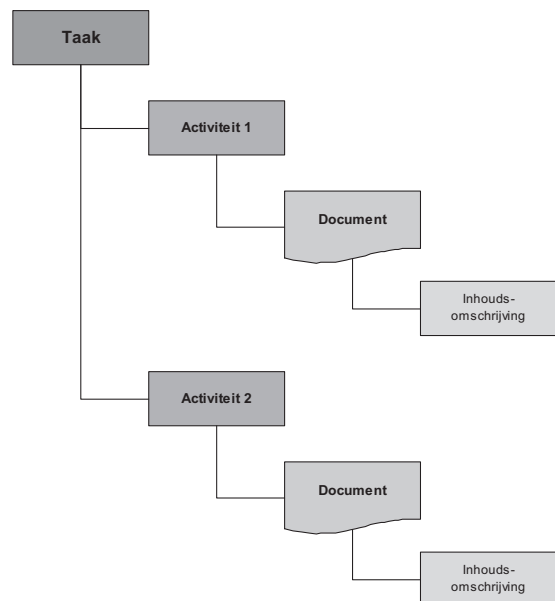 Taak
Activiteit 1
Document
Inhouds-
omschrijving
Activiteit 2
Document
Inhouds-
omschrijving